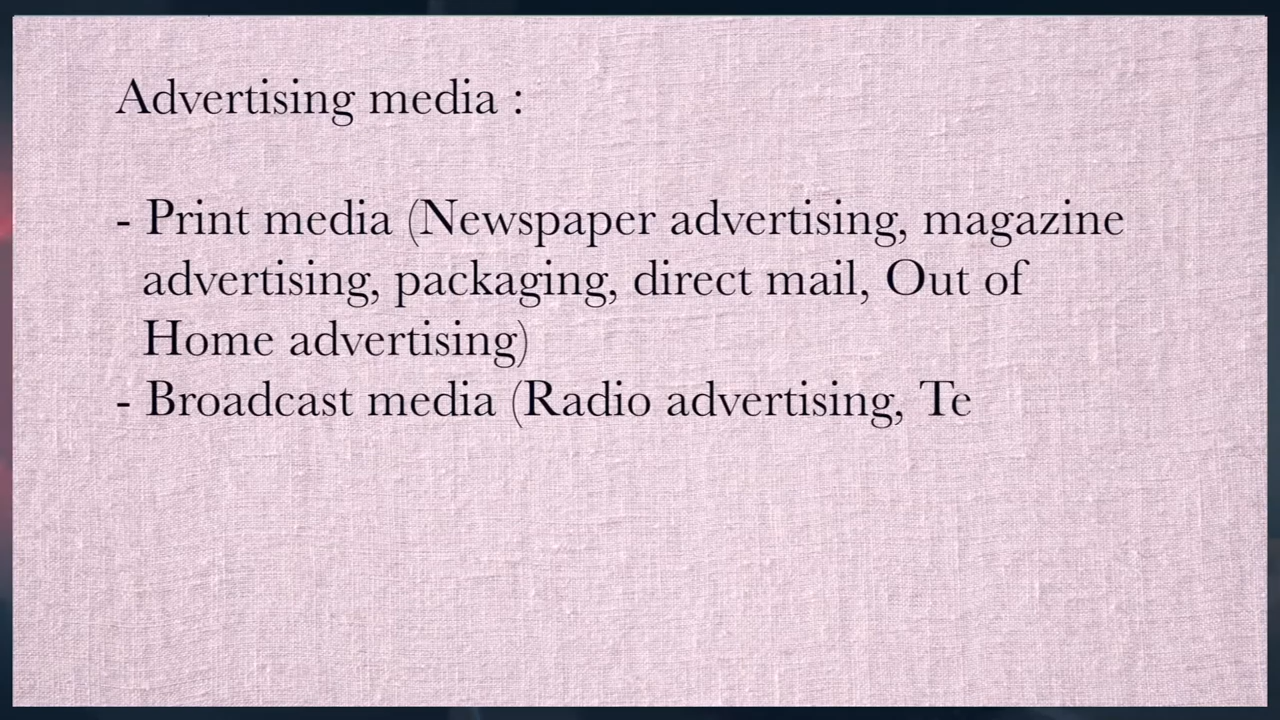 Advertising media :
- Print media (Newspaper advertising, magazine
advertising, packaging, direct mail, Out of
Home advertising)
- Broadcast media (Radio advertising, Te